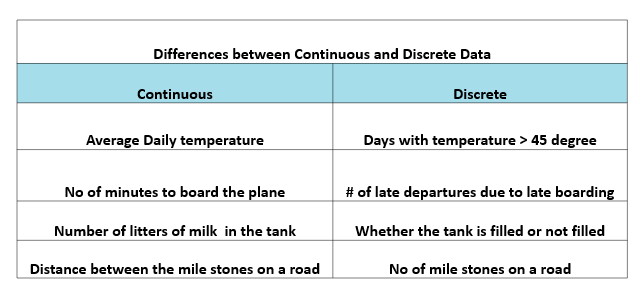 Differences between Continuous and Discrete Data
Continuous Discrete
Average Daily temperature Days with temperature > 45 degree
No of minutes to board the plane # of late departures due to late boarding
Number of litters of milk in the tank Whether the tank is filled or not filled
Distance between the mile stones on a road No of mile stones on a road